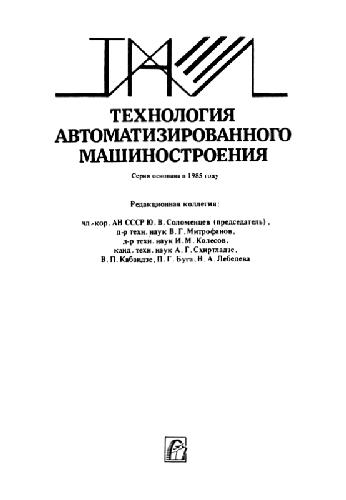 ТЕХНОЛОГИЯ
АВТОМАТИЗИРОВАННОГО
МАШИНОСТРОЕНИЯ
Серия основана в 1985 году
Редакционная коллегия:
чл.-кор. АН СССР Ю. В. Соломенцев (председатель),
д-р техн. наук В. Г. Митрофанов,
д-р техн. наук И. М. Колесов,
канд. техн. наук А. Г. Схиртладзе,
В. П. Кабаидзе, П. Г. Буга, Н. А. Лебедева